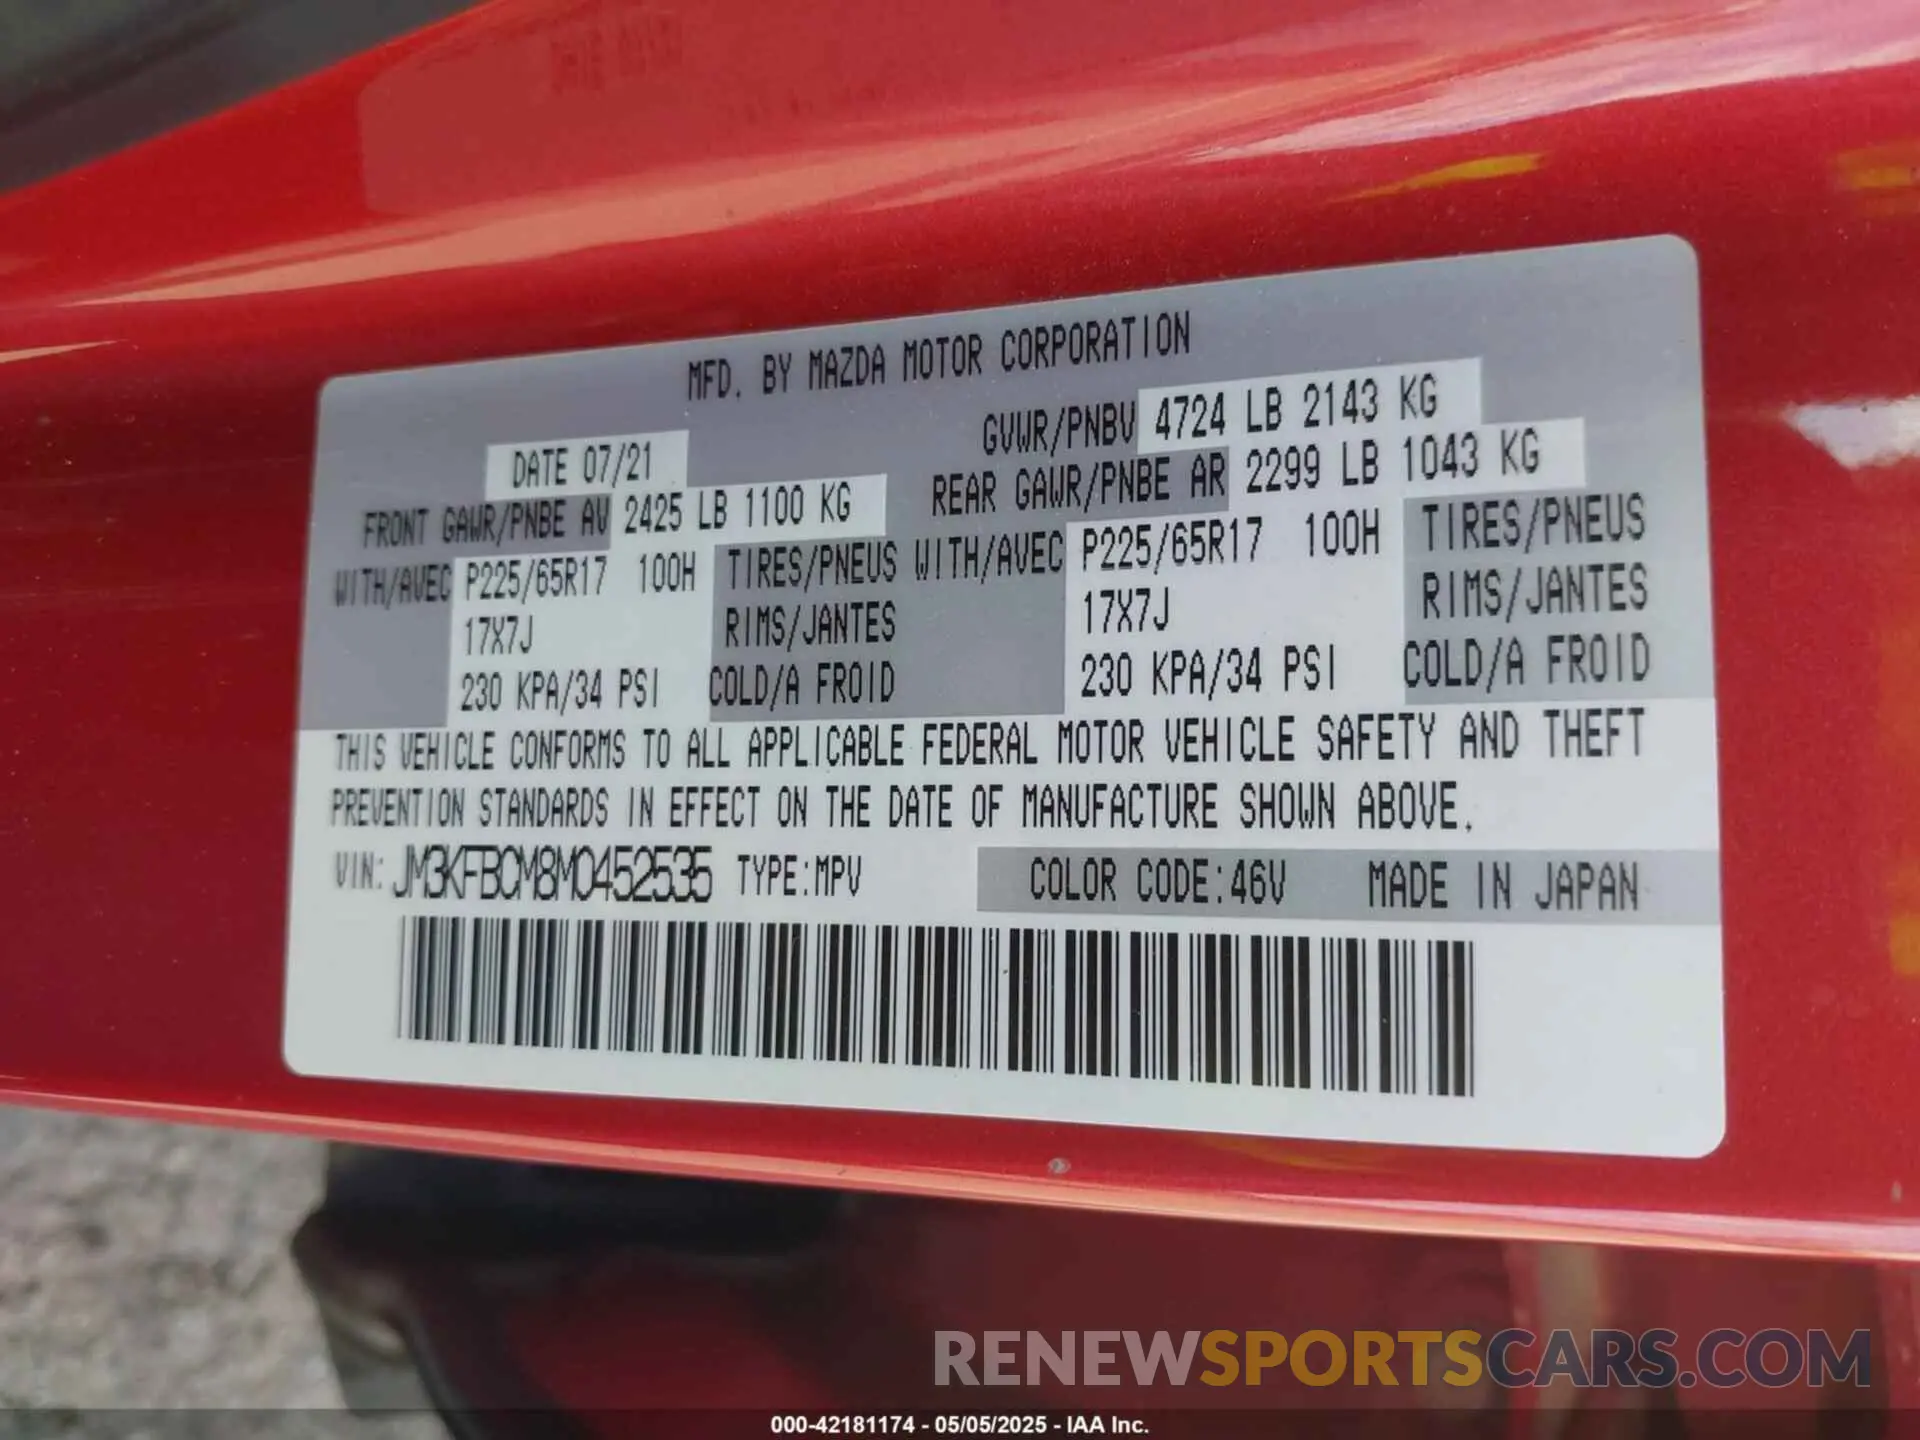 MFD. BY MAZDA MOTOR CORPORATION
DATE 07/21
GVWR/PNBV 4724 LB 2143 KG
FRONT GAWR/PNBE AV 2425 LB 1100 KG
REAR GAWR/PNBE AR 2299 LB 1043 KG
WITH/AVEC P225/65R17 100H TIRES/PNEUS
17X7J RIMS/JANTES
230 KPA/34 PSI COLD/A FROID
WITH/AVEC P225/65R17 100H TIRES/PNEUS
17X7J RIMS/JANTES
230 KPA/34 PSI COLD/A FROID
THIS VEHICLE CONFORMS TO ALL APPLICABLE FEDERAL MOTOR VEHICLE SAFETY AND THEFT
PREVENTION STANDARDS IN EFFECT ON THE DATE OF MANUFACTURE SHOWN ABOVE.
VIN: JM3KFBCM8M0452535 TYPE:MPV COLOR CODE:46V MADE IN JAPAN
RENEWSPORTSCARS.COM
000-42181174 - 05/05/2025 - IAA Inc.